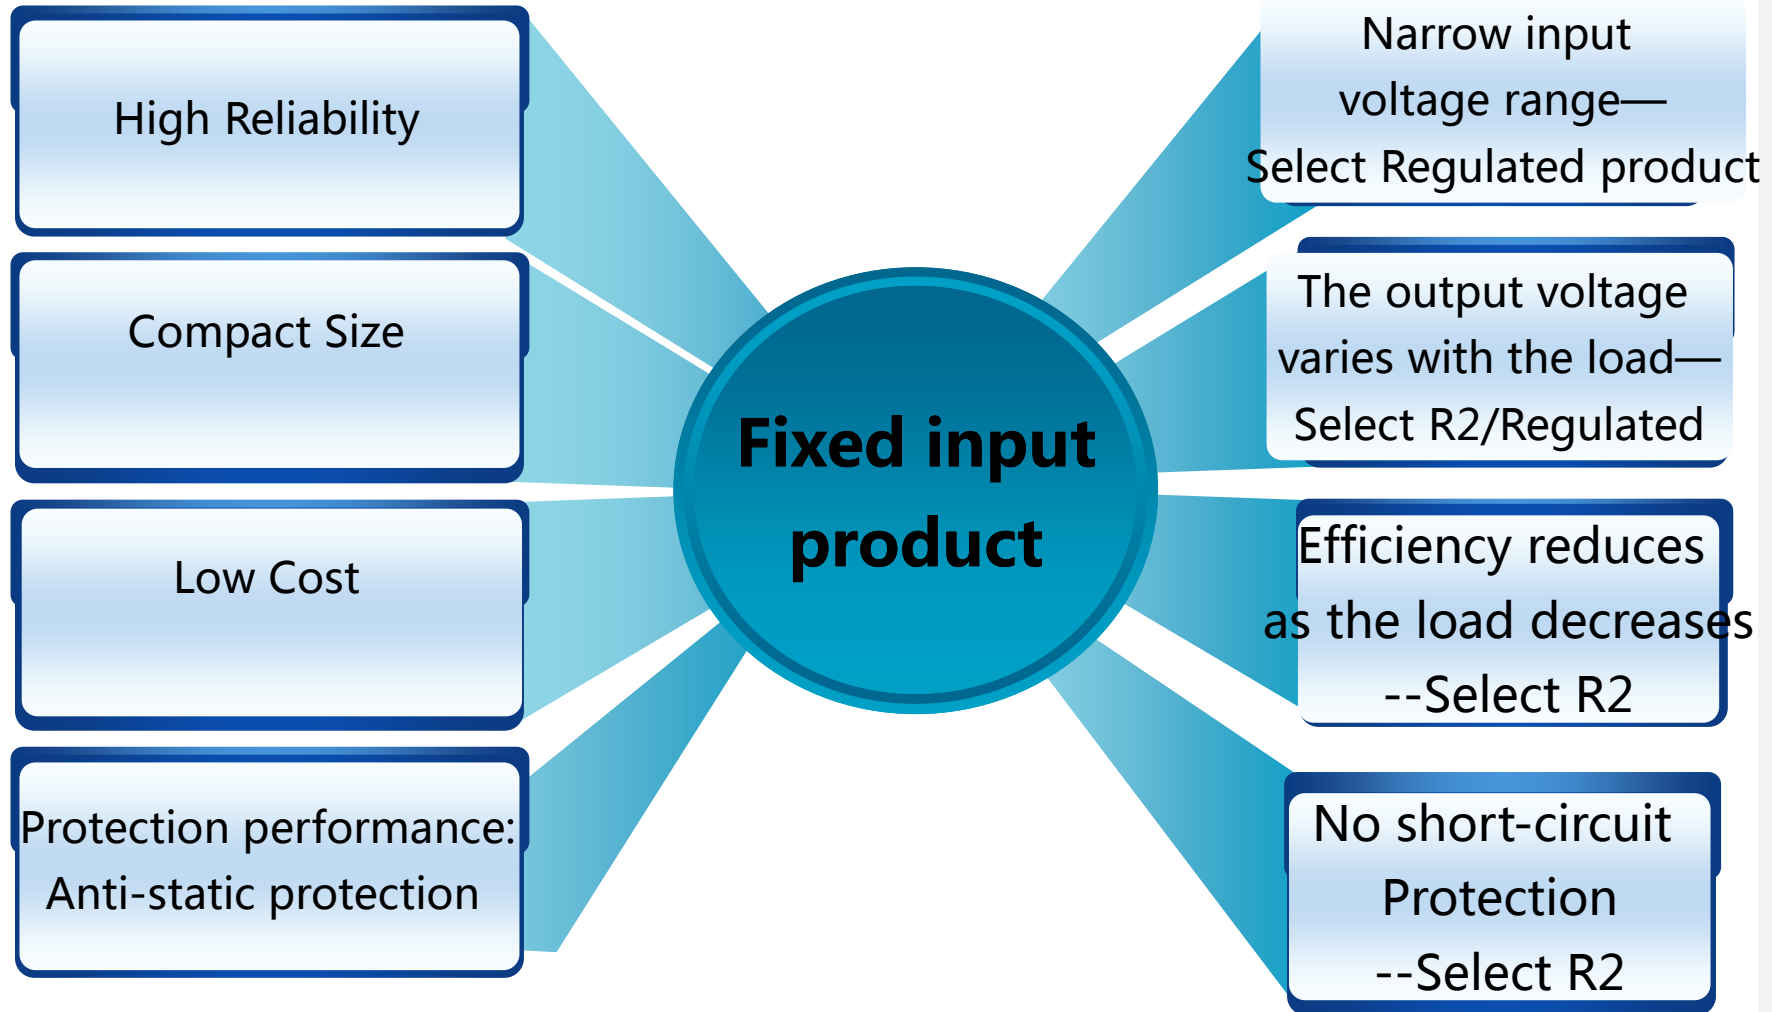 High Reliability
Compact Size
Low Cost
Protection performance:
Anti-static protection
Fixed input
product
Narrow input
voltage range—
Select Regulated product
The output voltage
varies with the load—
Select R2/Regulated
Efficiency reduces
as the load decreases
--Select R2
No short-circuit
Protection
--Select R2